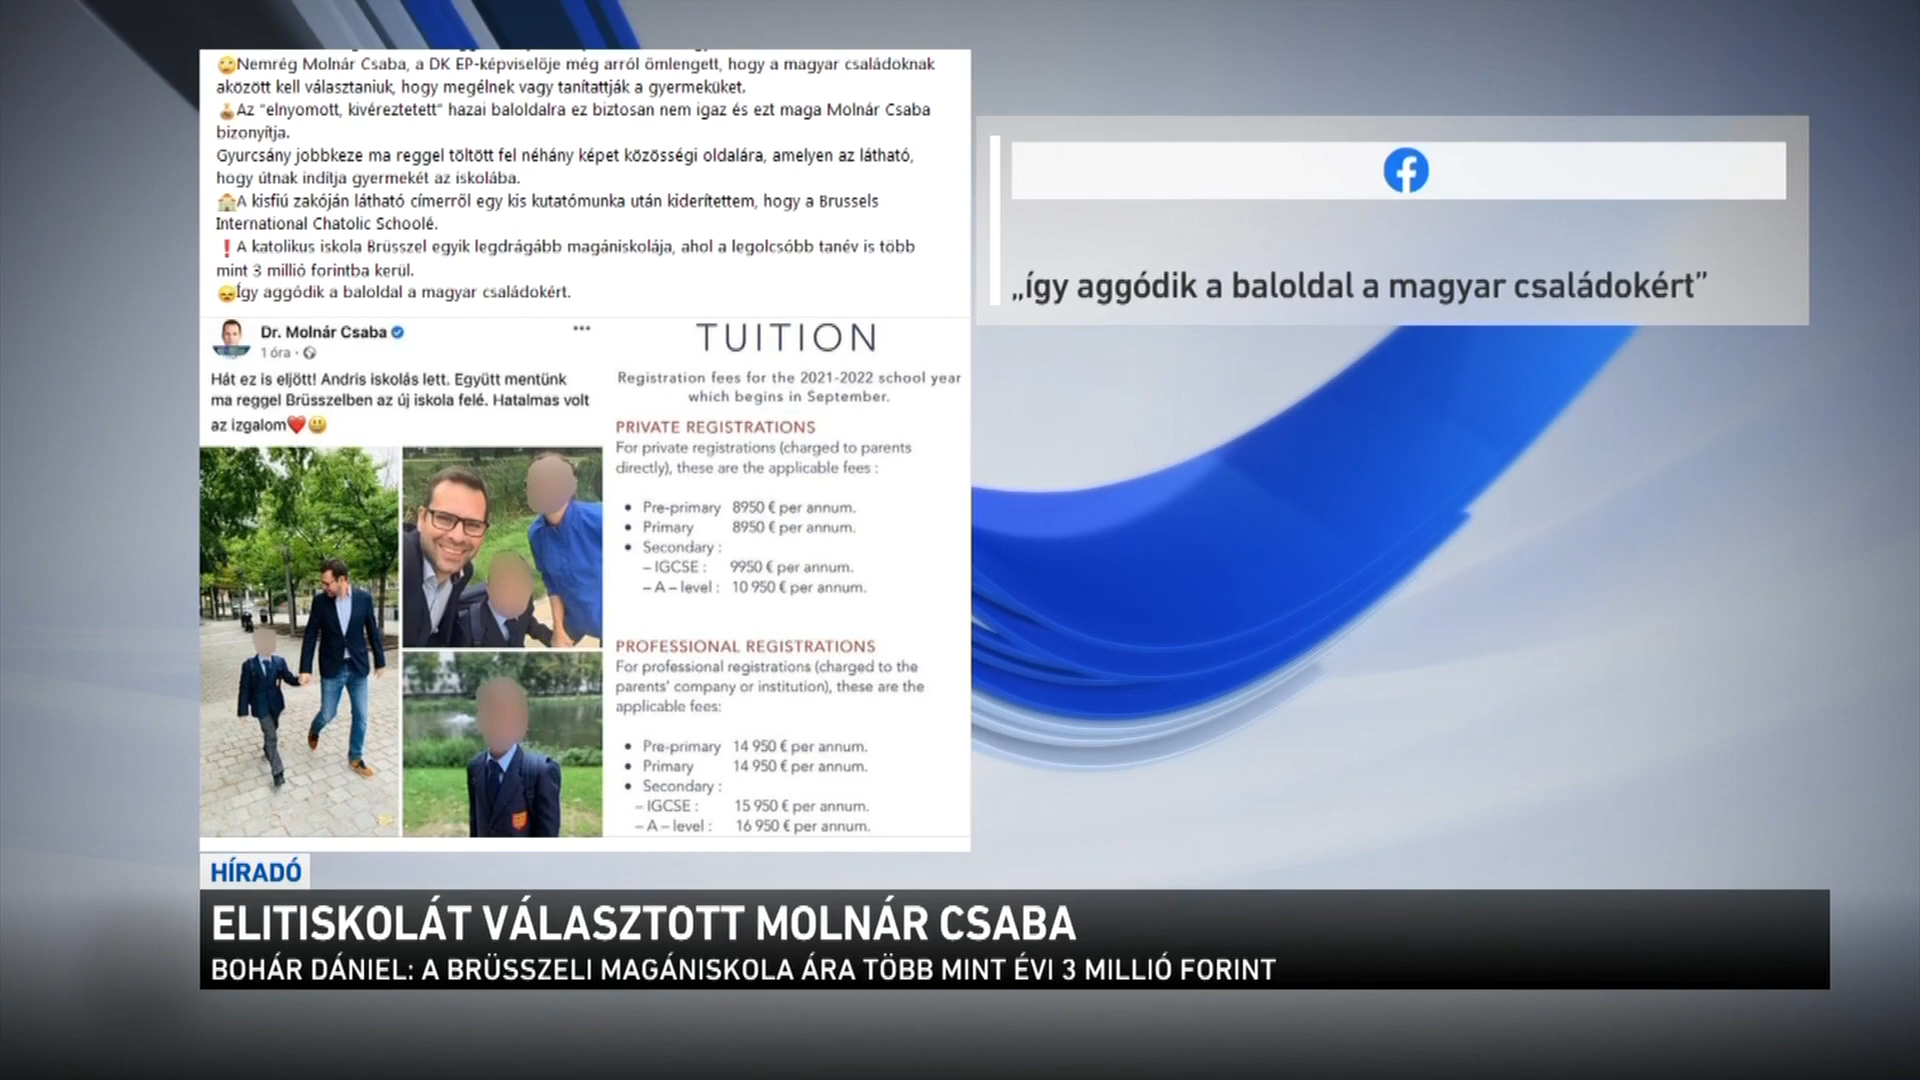 Nemrég Molnár Csaba, a DK EP-képviselője még arról ömlengett, hogy a magyar családoknak
aközött kell választaniuk, hogy megélnek vagy taníttatják a gyermeküket.
Az "elnyomott, kivéreztetett" hazai baloldalra ez biztosan nem igaz és ezt maga Molnár Csaba
bizonyítja.
Gyurcsány jobbkeze ma reggel töltött fel néhány képet közösségi oldalára, amelyen az látható,
hogy útnak indítja gyermekét az iskolába.
A kisfiú zakóján látható címerről egy kis kutatómunka után kiderítettem, hogy a Brussels
International Chatolic Schoolé.
A katolikus iskola Brüsszel egyik legdrágább magániskolája, ahol a legolcsóbb tanév is több
mint 3 millió forintba kerül.
Így aggódik a baloldal a magyar családokért.
Dr. Molnár Csaba
1 óra ·
Hát ez is eljött! Andris iskolás lett. Együtt mentünk
ma reggel Brüsszelben az új iskola felé. Hatalmas volt
az izgalom
TUITION
Registration fees for the 2021-2022 school year
which begins in September.
PRIVATE REGISTRATIONS
For private registrations (charged to parents
directly), these are the applicable fees :
• Pre-primary 8950 € per annum.
• Primary 8950 € per annum.
• Secondary :
– IGCSE : 9950 € per annum.
– A – level : 10 950 € per annum.
PROFESSIONAL REGISTRATIONS
For professional registrations (charged to the
parents' company or institution), these are the
applicable fees:
• Pre-primary 14 950 € per annum.
• Primary 14 950 € per annum.
• Secondary :
– IGCSE : 15 950 € per annum.
– A – level : 16 950 € per annum.
„így aggódik a baloldal a magyar családokért”
HÍRADÓ
ELITISKOLÁT VÁLASZTOTT MOLNÁR CSABA
BOHÁR DÁNIEL: A BRÜSSZELI MAGÁNISKOLA ÁRA TÖBB MINT ÉVI 3 MILLIÓ FORINT